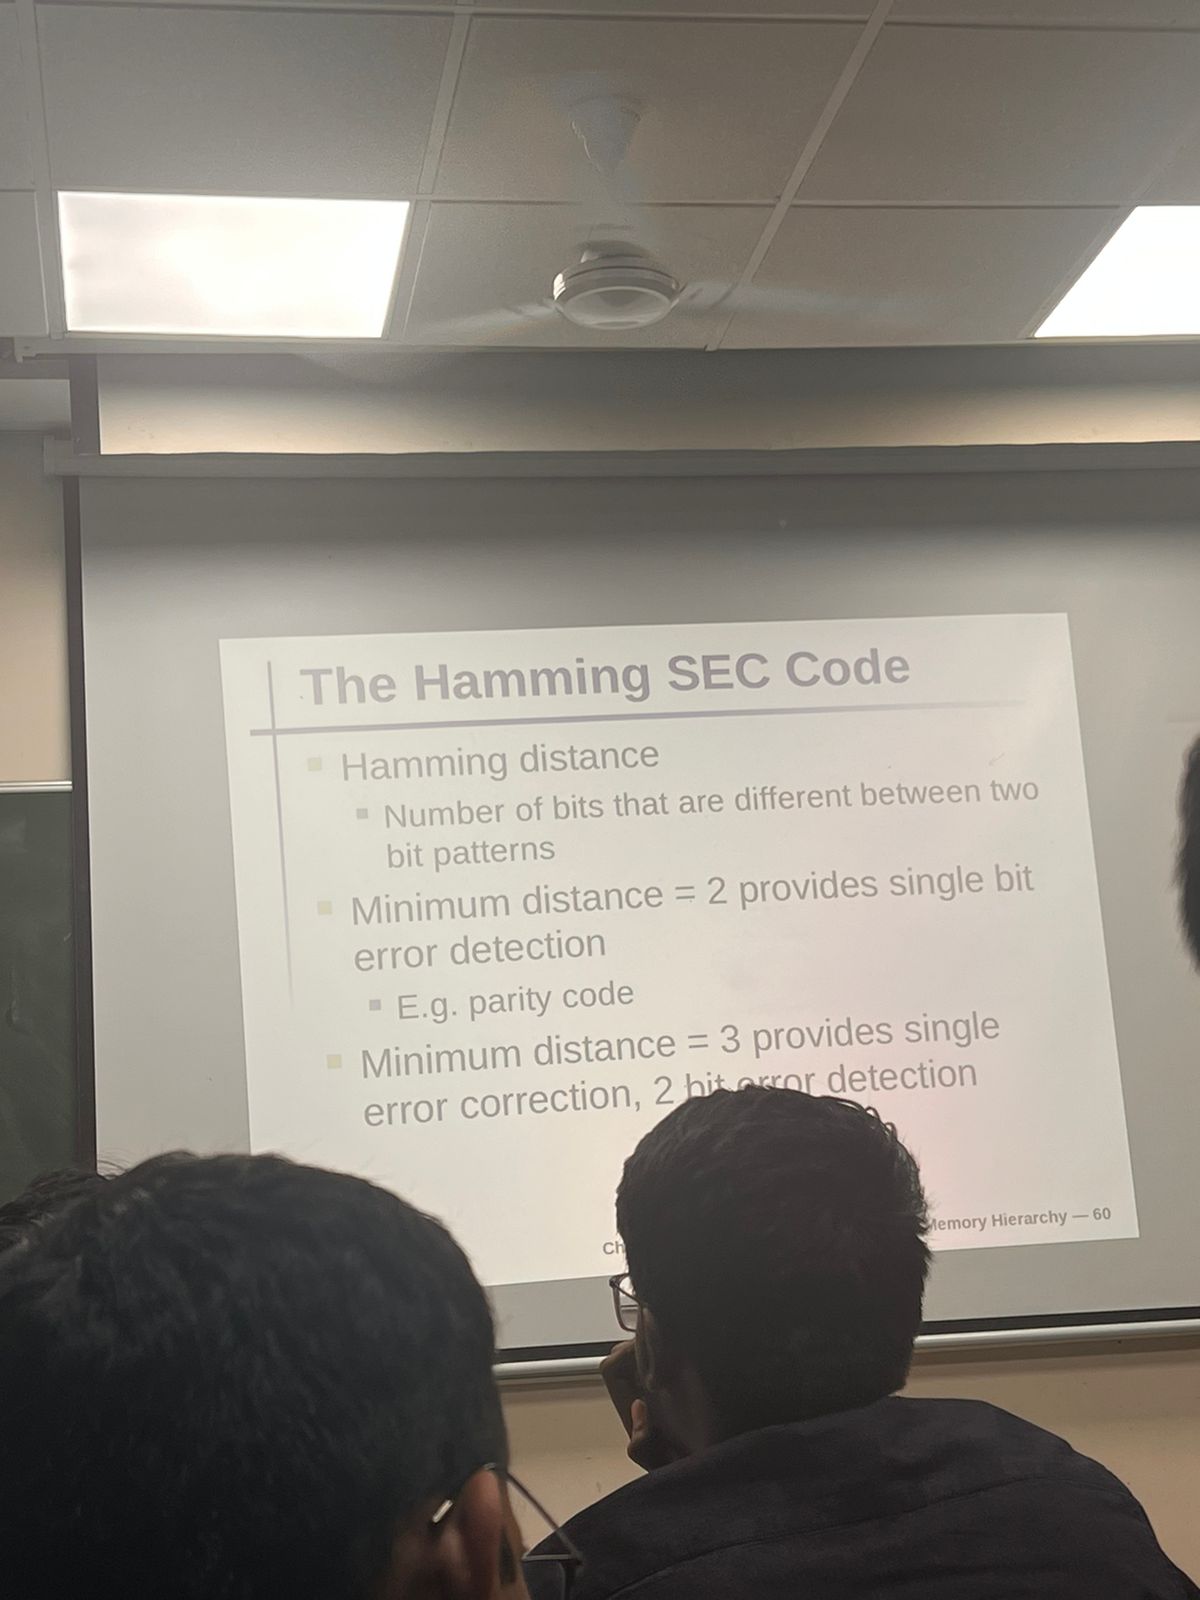 The Hamming SEC Code
Hamming distance
Number of bits that are different between two
bit patterns
Minimum distance = 2 provides single bit
error detection
E.g. parity code
Minimum distance = 3 provides single
error correction, 2 bit error detection
Memory Hierarchy — 60